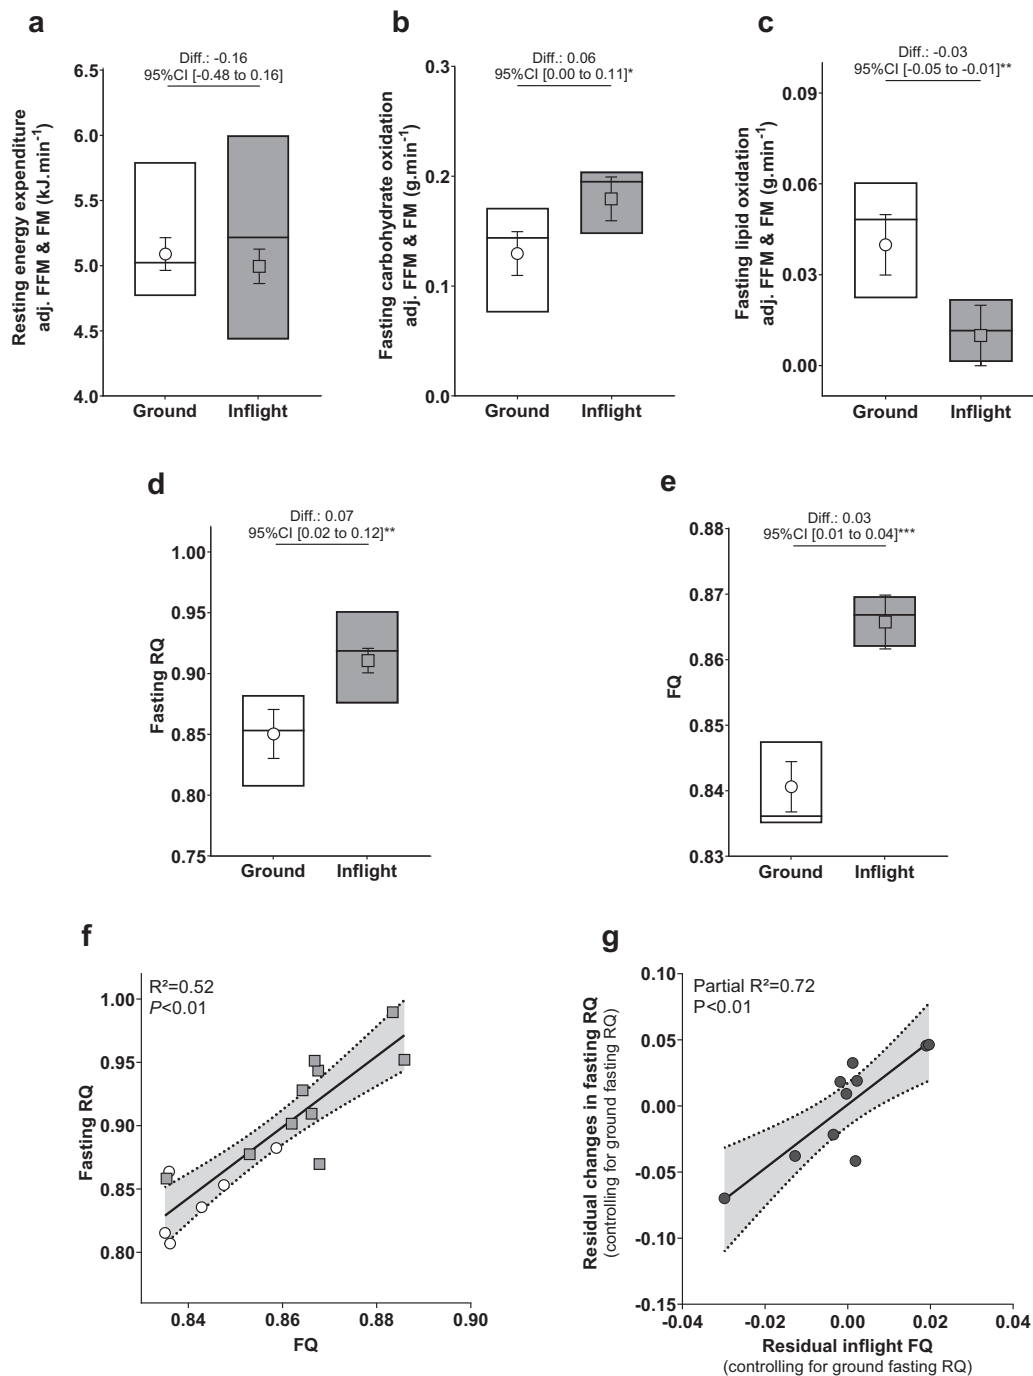 a
Diff.: -0.16
95%CI [-0.48 to 0.16]
Resting energy expenditure
adj. FFM & FM (kJ.min⁻¹)
6.5
6.0
5.5
5.0
4.5
4.0
Ground
Inflight
b
Diff.: 0.06
95%CI [0.00 to 0.11]*
Fasting carbohydrate oxidation
adj. FFM & FM (g.min⁻¹)
0.3
0.2
0.1
0.0
Ground
Inflight
c
Diff.: -0.03
95%CI [-0.05 to -0.01]**
Fasting lipid oxidation
adj. FFM & FM (g.min⁻¹)
0.09
0.06
0.03
0.00
Ground
Inflight
d
Diff.: 0.07
95%CI [0.02 to 0.12]**
Fasting RQ
1.00
0.95
0.90
0.85
0.80
0.75
Ground
Inflight
e
Diff.: 0.03
95%CI [0.01 to 0.04]***
FQ
0.88
0.87
0.86
0.85
0.84
0.83
Ground
Inflight
f
R²=0.52
P<0.01
Fasting RQ
1.00
0.95
0.90
0.85
0.80
0.84
0.86
0.88
0.90
FQ
g
Partial R²=0.72
P<0.01
Residual changes in fasting RQ
(controlling for ground fasting RQ)
0.10
0.05
0.00
-0.05
-0.10
-0.15
-0.04
-0.02
0.00
0.02
0.04
Residual inflight FQ
(controlling for ground fasting RQ)